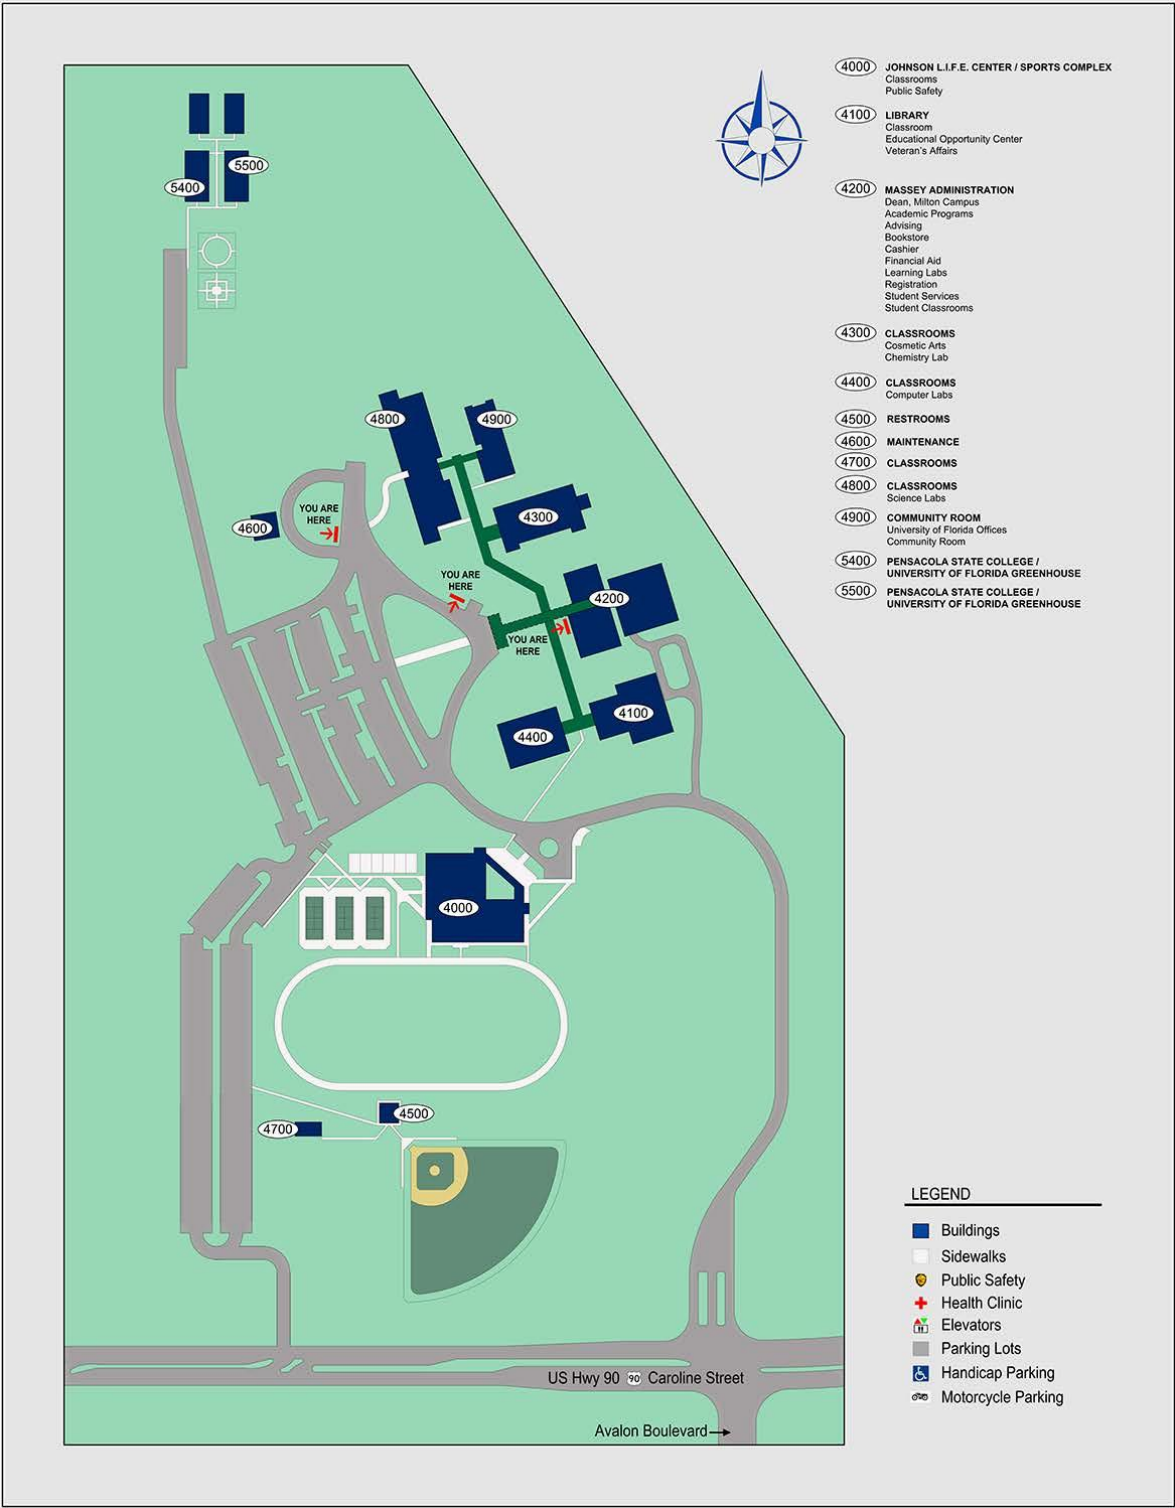 4000 JOHNSON L.I.F.E. CENTER / SPORTS COMPLEX
Classrooms
Public Safety
4100 LIBRARY
Classroom
Educational Opportunity Center
Veteran's Affairs
4200 MASSEY ADMINISTRATION
Dean, Milton Campus
Academic Programs
Advising
Bookstore
Cashier
Financial Aid
Learning Labs
Registration
Student Services
Student Classrooms
4300 CLASSROOMS
Cosmetic Arts
Chemistry Lab
4400 CLASSROOMS
Computer Labs
4500 RESTROOMS
4600 MAINTENANCE
4700 CLASSROOMS
4800 CLASSROOMS
Science Labs
4900 COMMUNITY ROOM
University of Florida Offices
Community Room
5400 PENSACOLA STATE COLLEGE /
UNIVERSITY OF FLORIDA GREENHOUSE
5500 PENSACOLA STATE COLLEGE /
UNIVERSITY OF FLORIDA GREENHOUSE
5500
5400
4800
4900
4300
YOU ARE
HERE
4600
YOU ARE
HERE
4200
YOU ARE
HERE
4100
4400
4000
4500
4700
US Hwy 90 90 Caroline Street
Avalon Boulevard
LEGEND
Buildings
Sidewalks
Public Safety
Health Clinic
Elevators
Parking Lots
Handicap Parking
Motorcycle Parking